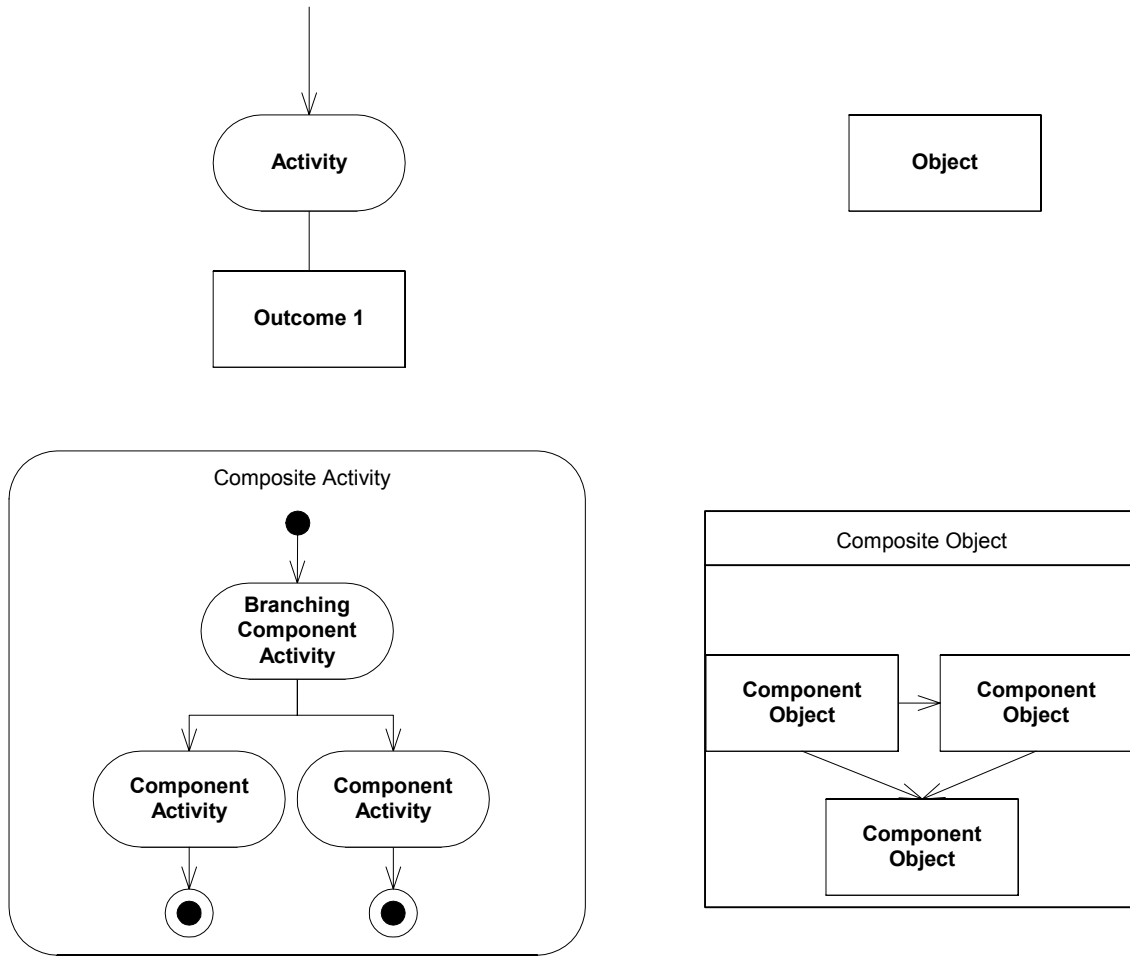 Activity
Object
Outcome 1
Composite Activity
Branching
Component
Activity
Component
Activity
Component
Activity
Composite Object
Component
Object
Component
Object
Component
Object